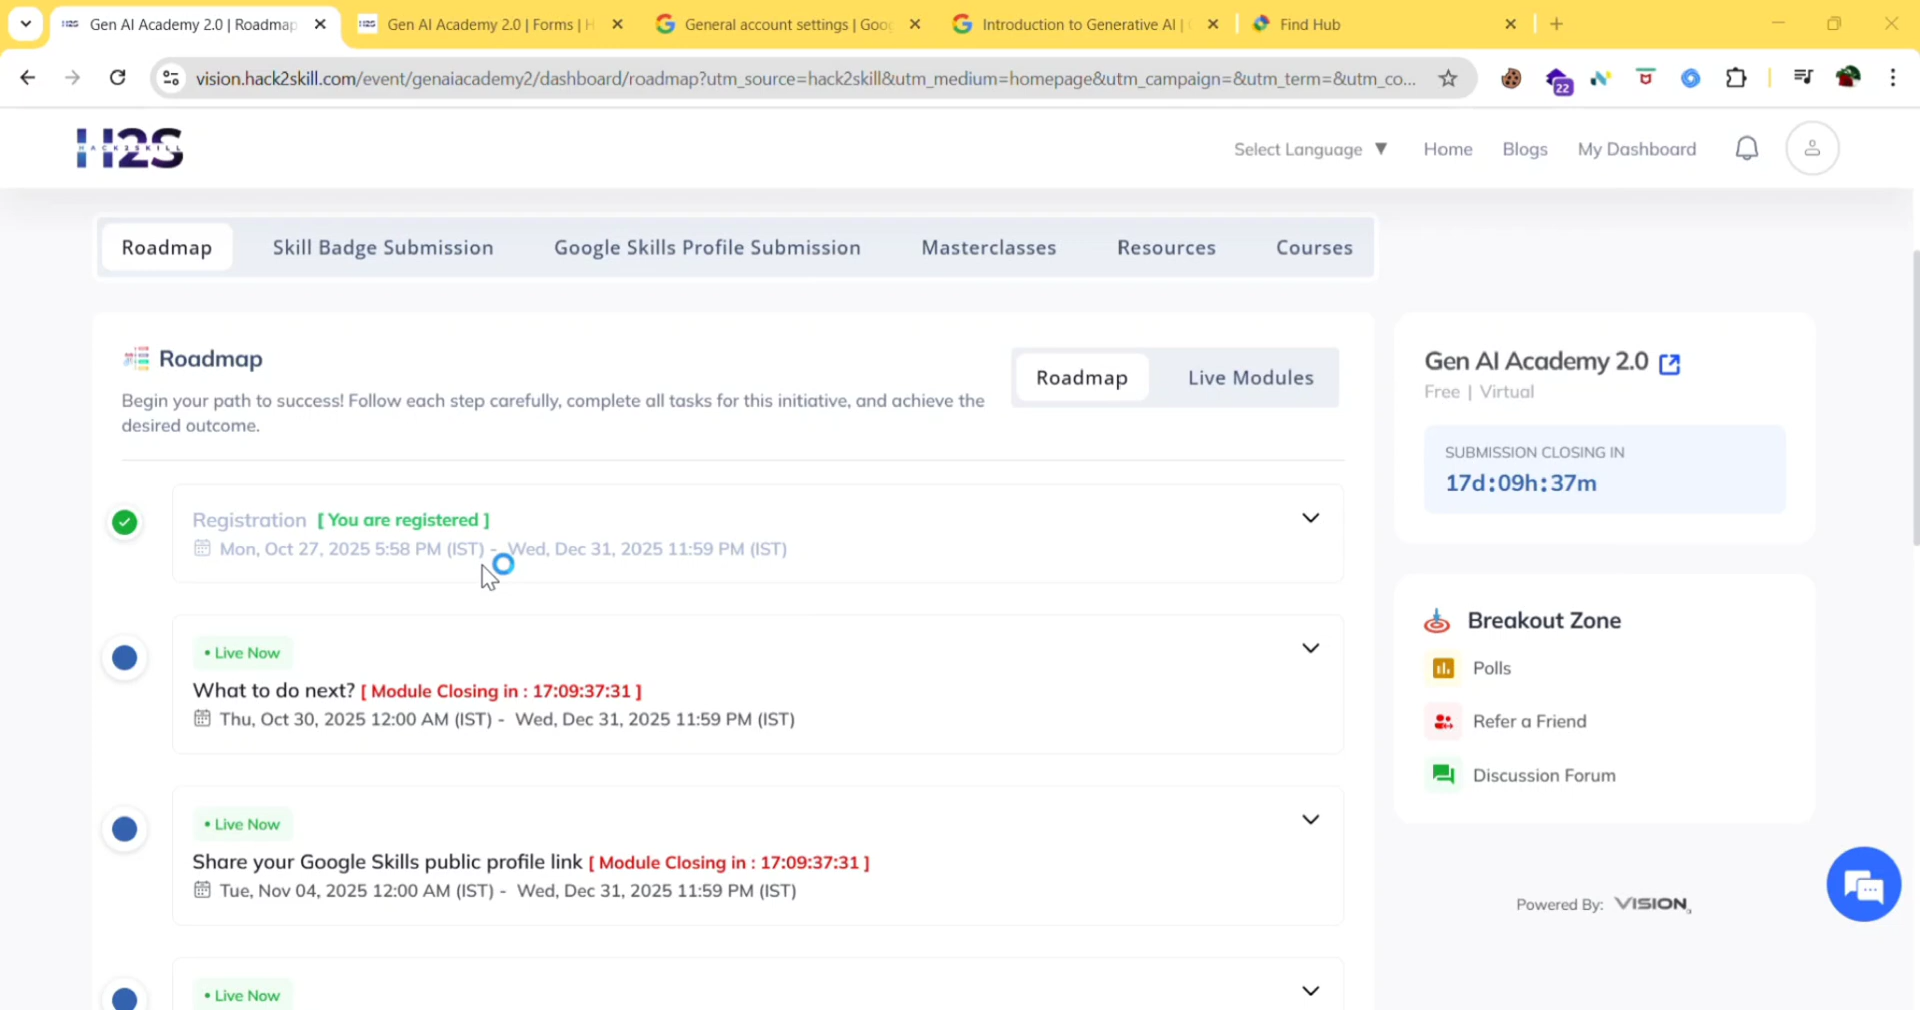 Gen AI Academy 2.0 | Roadmap
Gen AI Academy 2.0 | Forms | H
General account settings | Goog
Introduction to Generative AI |
Find Hub
vision.hack2skill.com/event/genaiacademy2/dashboard/roadmap?utm_source=hack2skill&utm_medium=homepage&utm_campaign=&utm_term=&utm_co...
22
H2S
HACK2SKILL
Select Language ▼
Home
Blogs
My Dashboard
Roadmap
Skill Badge Submission
Google Skills Profile Submission
Masterclasses
Resources
Courses
Roadmap
Begin your path to success! Follow each step carefully, complete all tasks for this initiative, and achieve the
desired outcome.
Roadmap
Live Modules
Registration [ You are registered ]
Mon, Oct 27, 2025 5:58 PM (IST) - Wed, Dec 31, 2025 11:59 PM (IST)
• Live Now
What to do next? [ Module Closing in : 17:09:37:31 ]
Thu, Oct 30, 2025 12:00 AM (IST) - Wed, Dec 31, 2025 11:59 PM (IST)
• Live Now
Share your Google Skills public profile link [ Module Closing in : 17:09:37:31 ]
Tue, Nov 04, 2025 12:00 AM (IST) - Wed, Dec 31, 2025 11:59 PM (IST)
• Live Now
Gen AI Academy 2.0
Free | Virtual
SUBMISSION CLOSING IN
17d:09h:37m
Breakout Zone
Polls
Refer a Friend
Discussion Forum
Powered By: VISION